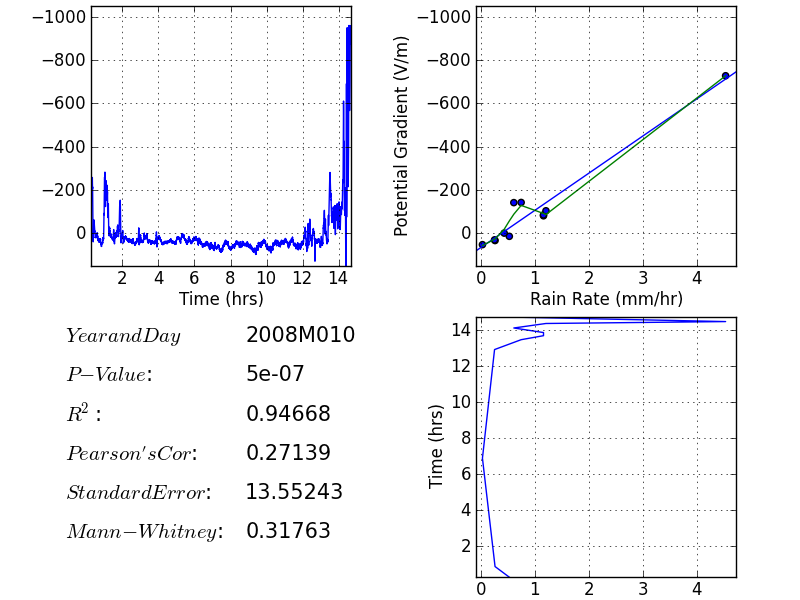 −1000
−800
−600
−400
−200
0
2 4 6 8 10 12 14
Time (hrs)
Potential Gradient (V/m)
−1000
−800
−600
−400
−200
0
0 1 2 3 4
Rain Rate (mm/hr)
YearandDay 2008M010
P−Value: 5e-07
R² : 0.94668
Pearson'sCor: 0.27139
StandardError: 13.55243
Mann−Whitney: 0.31763
Time (hrs)
14
12
10
8
6
4
2
0 1 2 3 4